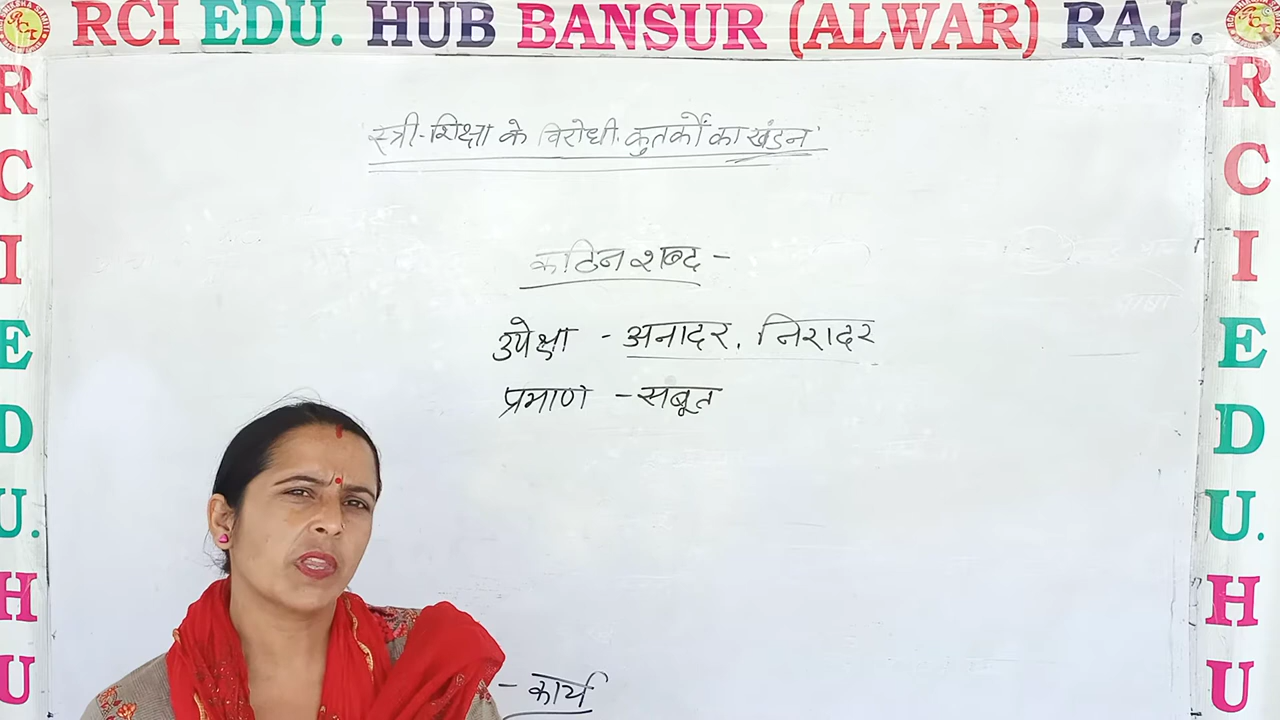 RCI EDU. HUB BANSUR (ALWAR) RAJ.
'स्त्री-शिक्षा के विरोधी कुतर्कों का खंडन'
कठिन शब्द -
उपेक्षा - अनादर, निरादर
प्रमाण - सबूत
- कार्य
R
C
I
E
D
U.
H
U
R
C
I
E
D
U.
H
U